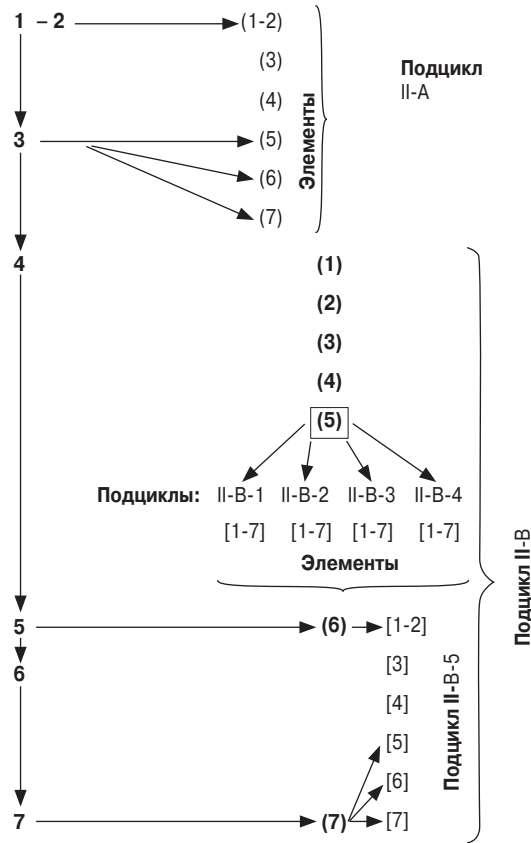 1 – 2 (1-2)
(3)
Подцикл
II-A
(4)
3 (5)
(6)
(7)
Элементы
4 (1)
(2)
(3)
(4)
(5)
Подциклы: II-B-1 II-B-2 II-B-3 II-B-4
[1-7] [1-7] [1-7] [1-7]
Элементы
Подцикл II-B
5 (6) [1-2]
6 [3]
[4]
[5]
[6]
7 (7) [7]
Подцикл II-B-5